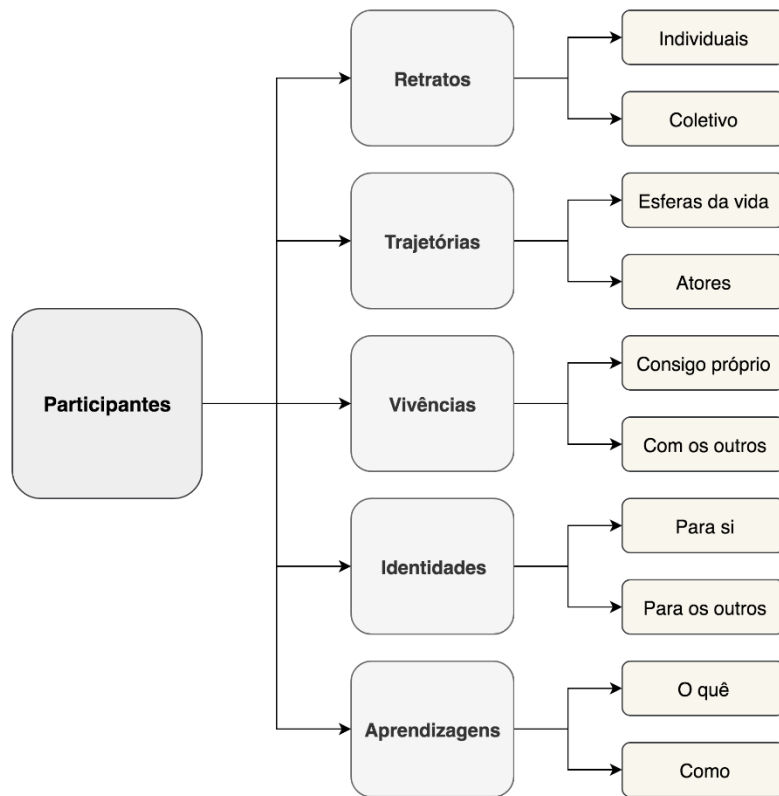 Participantes
Retratos
Individuais
Coletivo
Trajetórias
Esferas da vida
Atores
Vivências
Consigo próprio
Com os outros
Identidades
Para si
Para os outros
Aprendizagens
O quê
Como